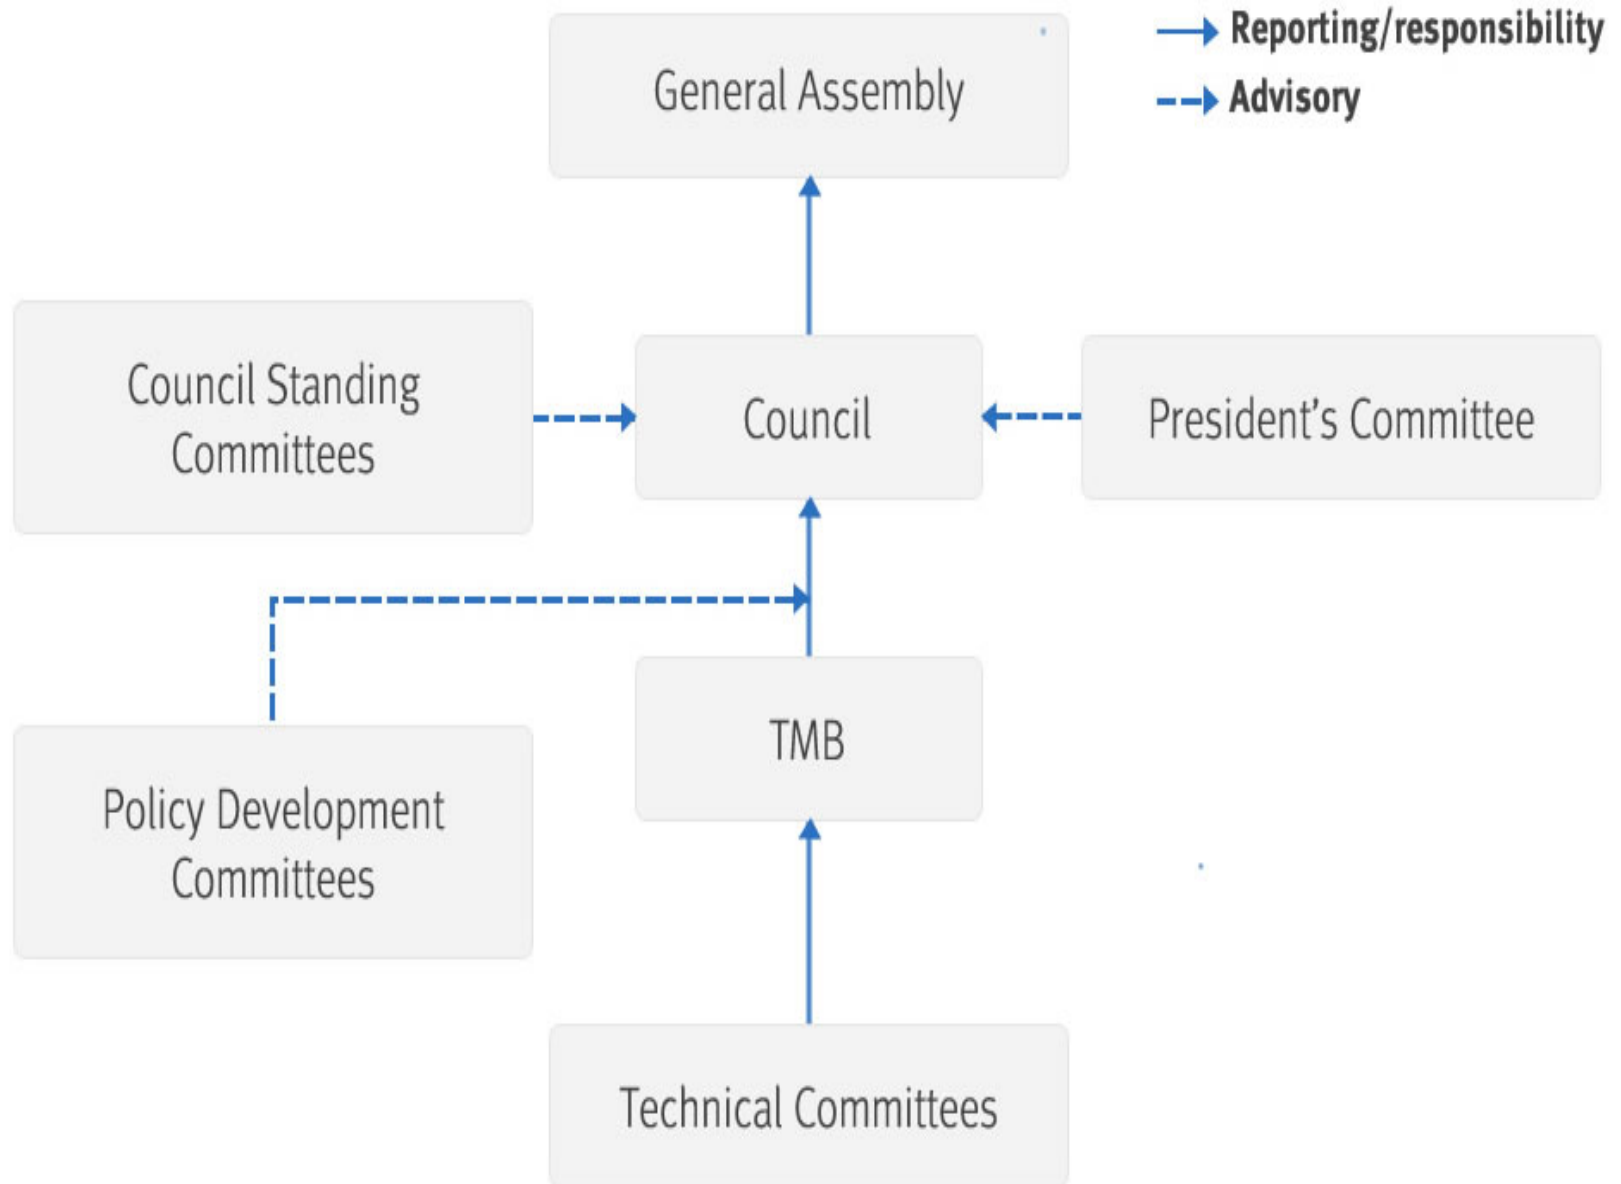 General Assembly
Reporting/responsibility
Advisory
Council Standing
Committees
Council
President’s Committee
Policy Development
Committees
TMB
Technical Committees